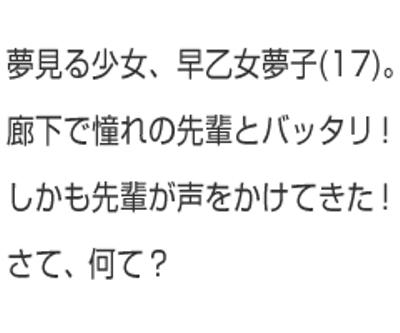 夢見る少女、早乙女夢子(17)。
廊下で憧れの先輩とバッタリ！
しかも先輩が声をかけてきた！
さて、何て？